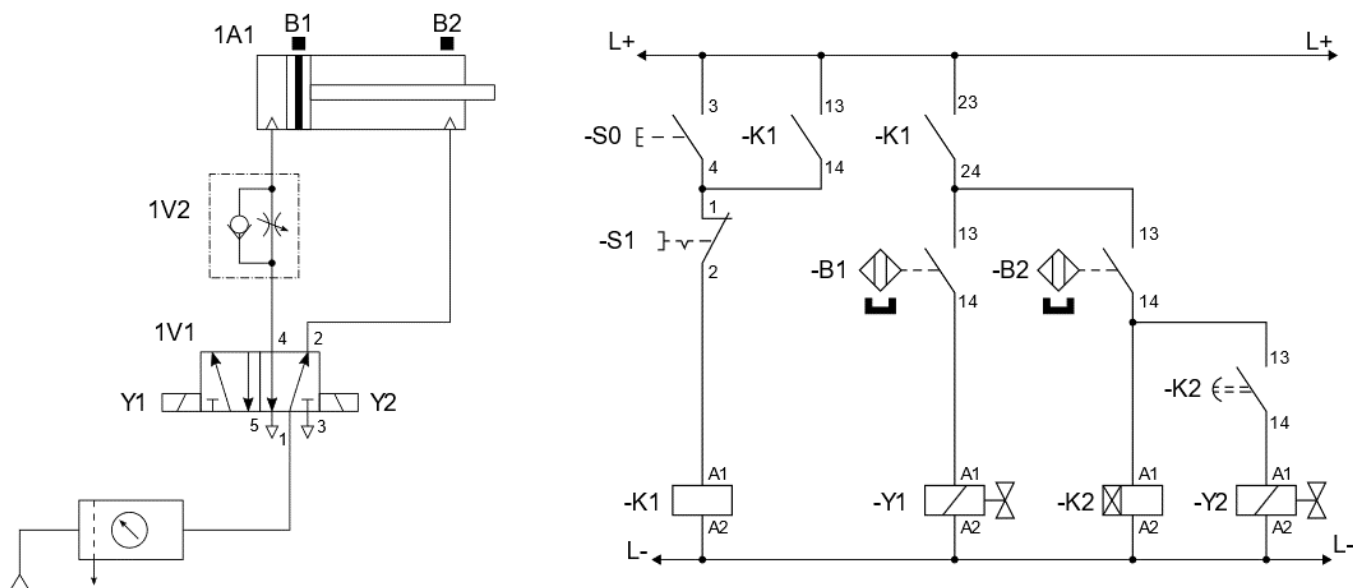 1A1 B1 B2
1V2
1V1 4 2
Y1 Y2
5 1 3
L+ L+
3 13 23
-S0 -K1 -K1
4 14 24
1
-S1
2
13 13
-B1 -B2
14 14
13
-K2
14
A1 A1 A1 A1
-K1 -Y1 -K2 -Y2
A2 A2 A2 A2
L- L-